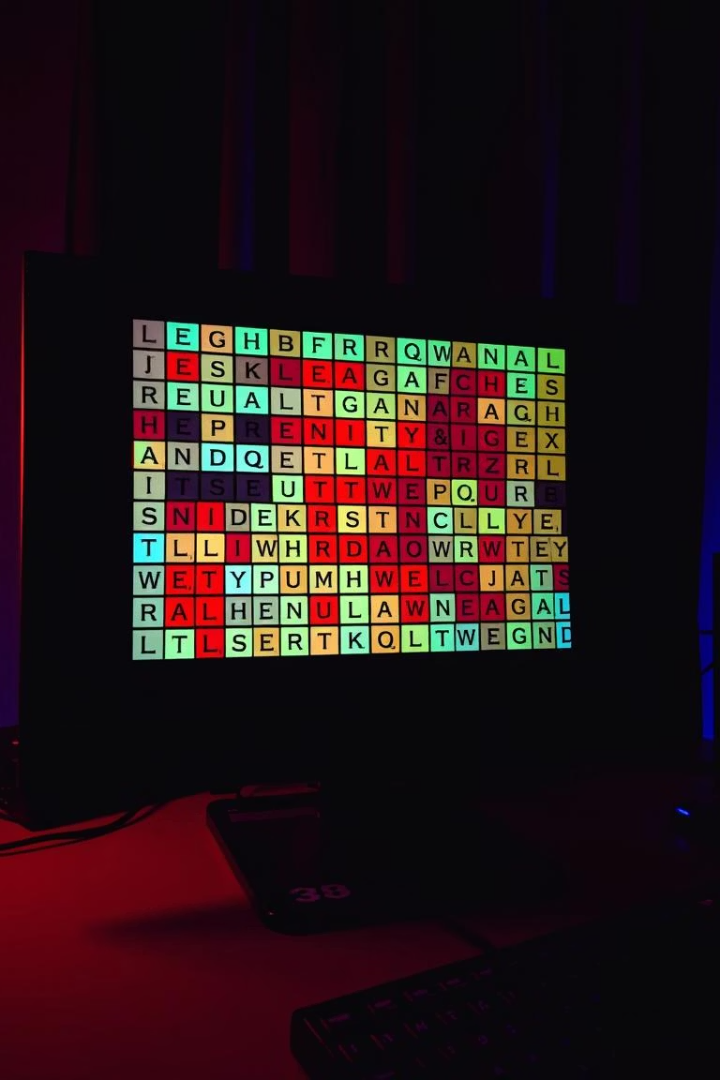 LEGHBFRRQWANAL
JESKLEAGAFCHES
REUALTGANARAGH
HEPRENITY&IGEX
ANDQETLALTRZRL
ITSEUTTWEPQURB
SNIDEKRSTNCLLYE,
TLLIWHRDAOWRWTEY
WETYPUMHWELCJATS
RALHENULAWNEAGAL
LTLSERTKQLTWEGND
38